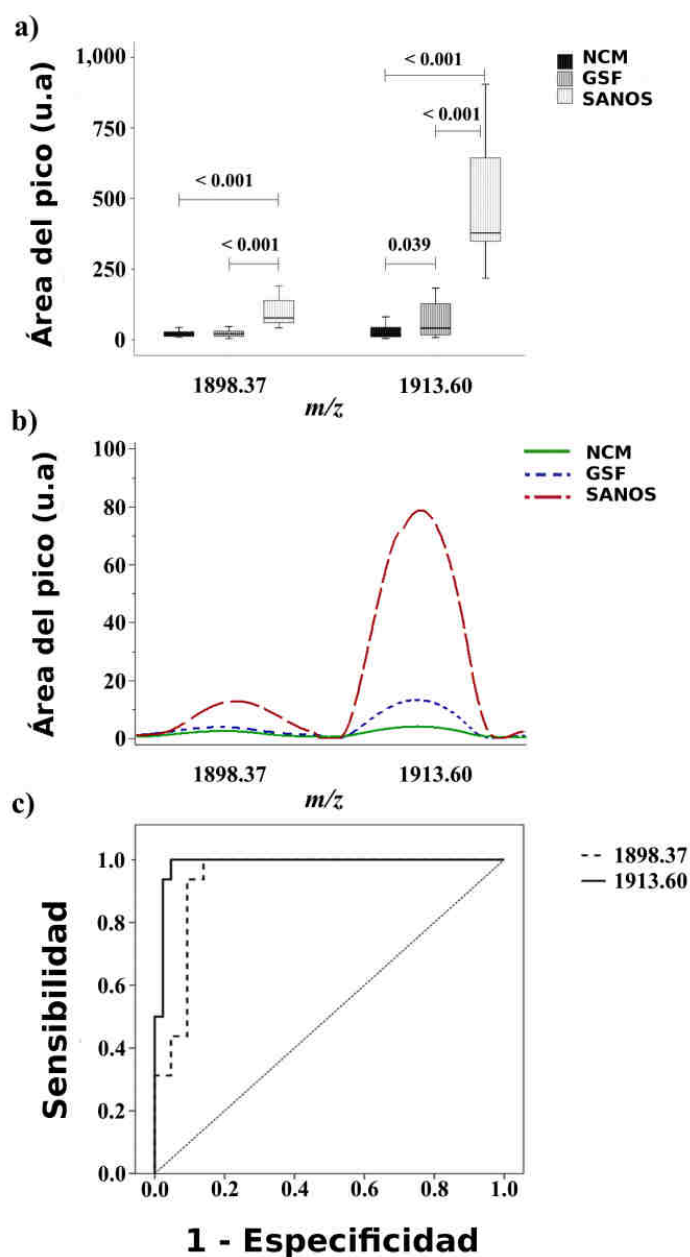 a)
Área del pico (u.a)
1,000
750
500
250
0
< 0.001
< 0.001
< 0.001
0.039
< 0.001
NCM
GSF
SANOS
1898.37
1913.60
m/z
b)
Área del pico (u.a)
100
80
60
40
20
0
NCM
GSF
SANOS
1898.37
1913.60
m/z
c)
Sensibilidad
1.0
0.8
0.6
0.4
0.2
0.0
0.0
0.2
0.4
0.6
0.8
1.0
1898.37
1913.60
1 - Especificidad